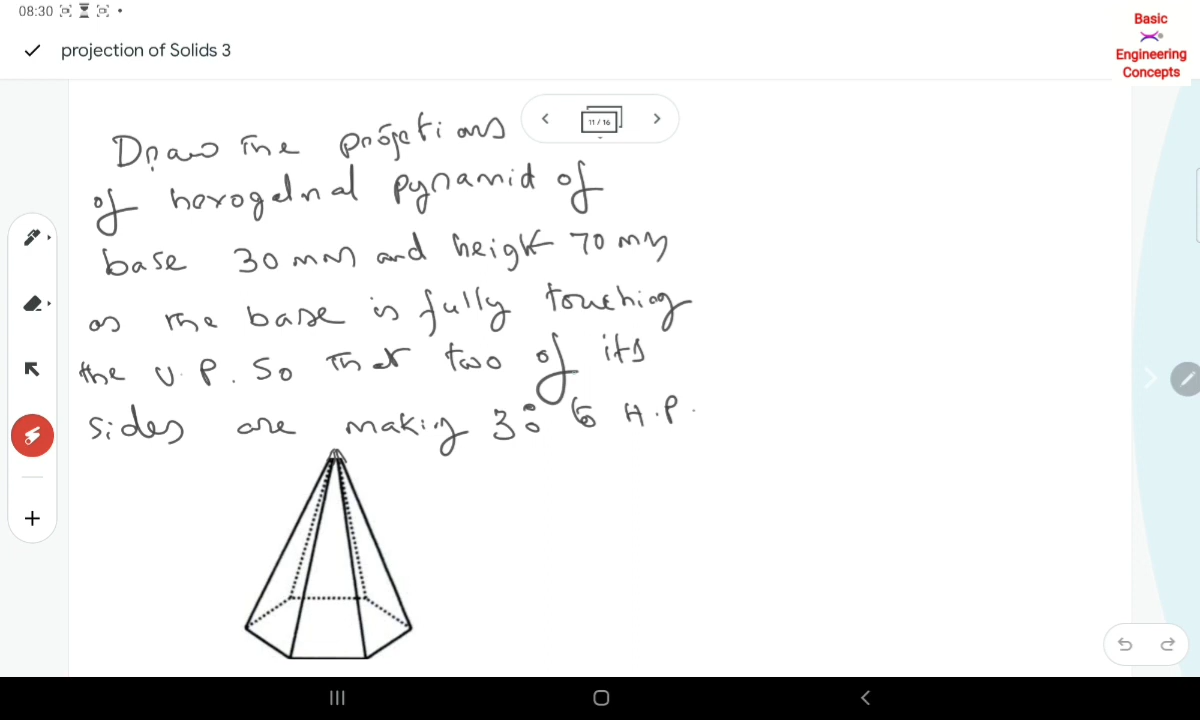 08:30
projection of Solids 3
Basic
Engineering
Concepts
11 / 16
Draw The projections
of hexogalnal pyramid of
base 30 mm and height 70 mm
as the base is fully touching
the V.P. So That two of its
sides are making 30° to H.P.